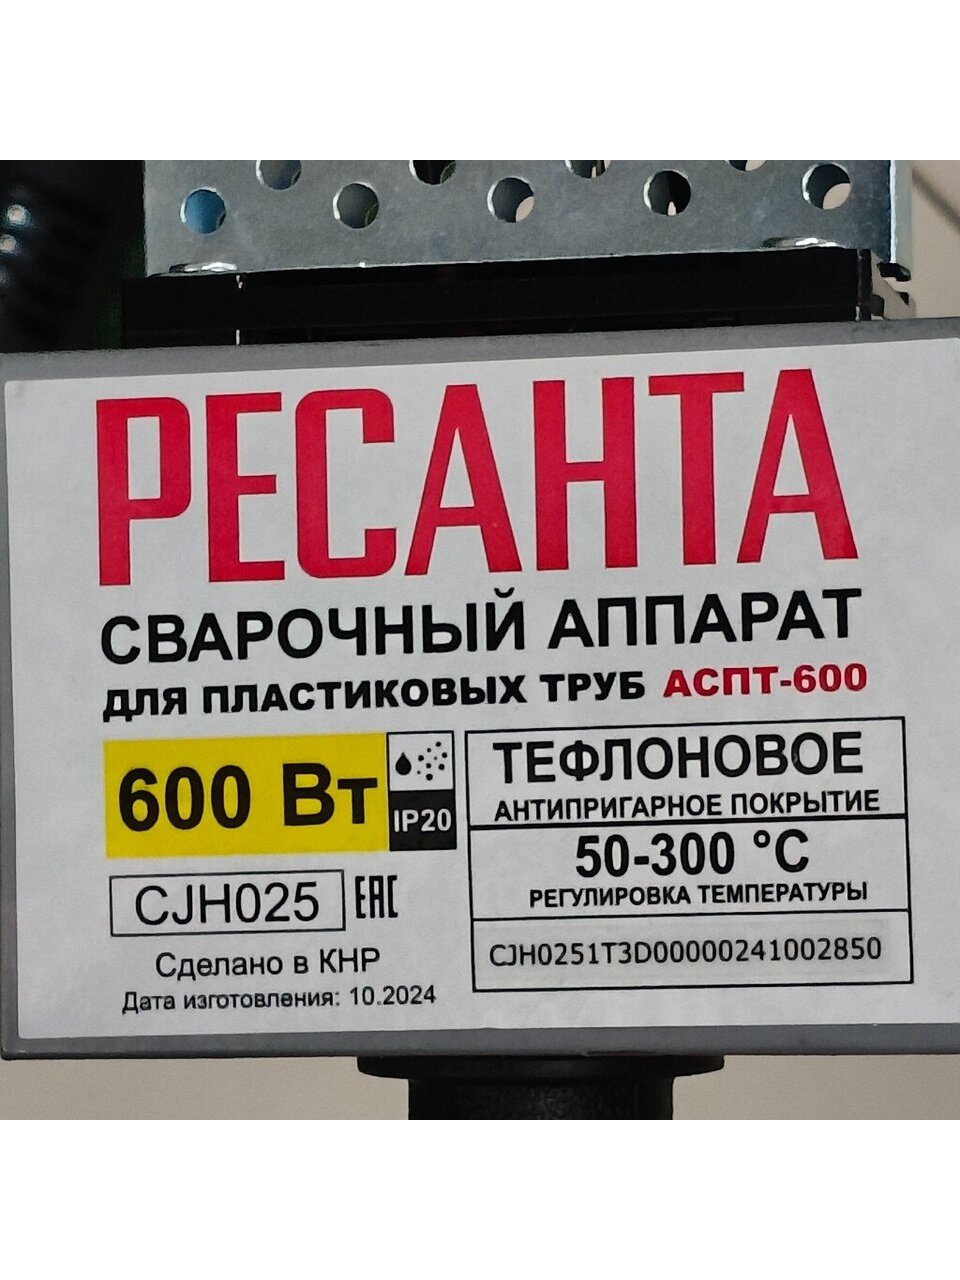 РЕСАНТА
СВАРОЧНЫЙ АППАРАТ
ДЛЯ ПЛАСТИКОВЫХ ТРУБ АСПТ-600
600 Вт
IP20
ТЕФЛОНОВОЕ
АНТИПРИГАРНОЕ ПОКРЫТИЕ
50-300 °C
РЕГУЛИРОВКА ТЕМПЕРАТУРЫ
CJH025
EAC
CJH0251T3D00000241002850
Сделано в КНР
Дата изготовления: 10.2024